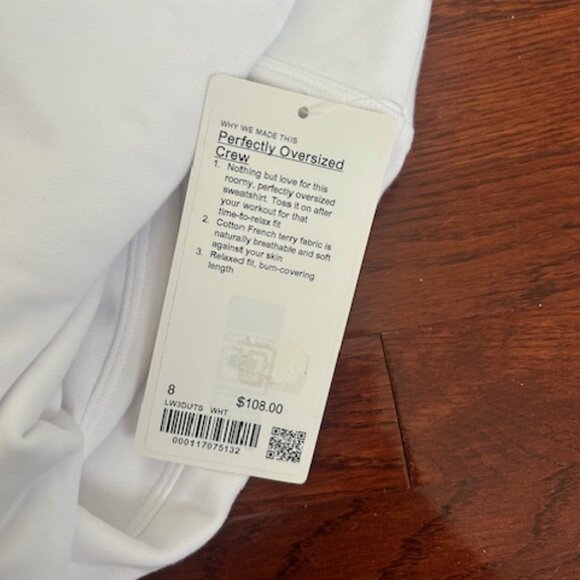 WHY WE MADE THIS
Perfectly Oversized
Crew
1. Nothing but love for this
roomy, perfectly oversized
sweatshirt. Toss it on after
your workout for that
time-to-relax fit
2. Cotton French terry fabric is
naturally breathable and soft
against your skin
3. Relaxed fit, bum-covering
length
8 $108.00
LW3DUTS WHT
000117075132